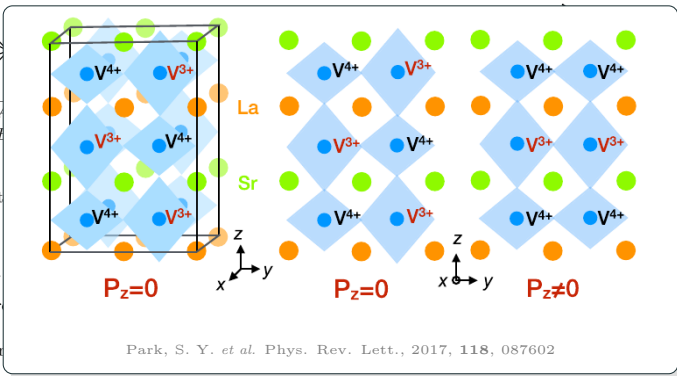 V4+ V3+ V4+ V3+ V4+ V4+
La
V3+ V4+ V3+ V4+ V3+ V3+
Sr
V4+ V3+ V4+ V3+ V4+ V4+
z z
x y x y
Pz=0 Pz=0 Pz≠0
Park, S. Y. et al. Phys. Rev. Lett., 2017, 118, 087602